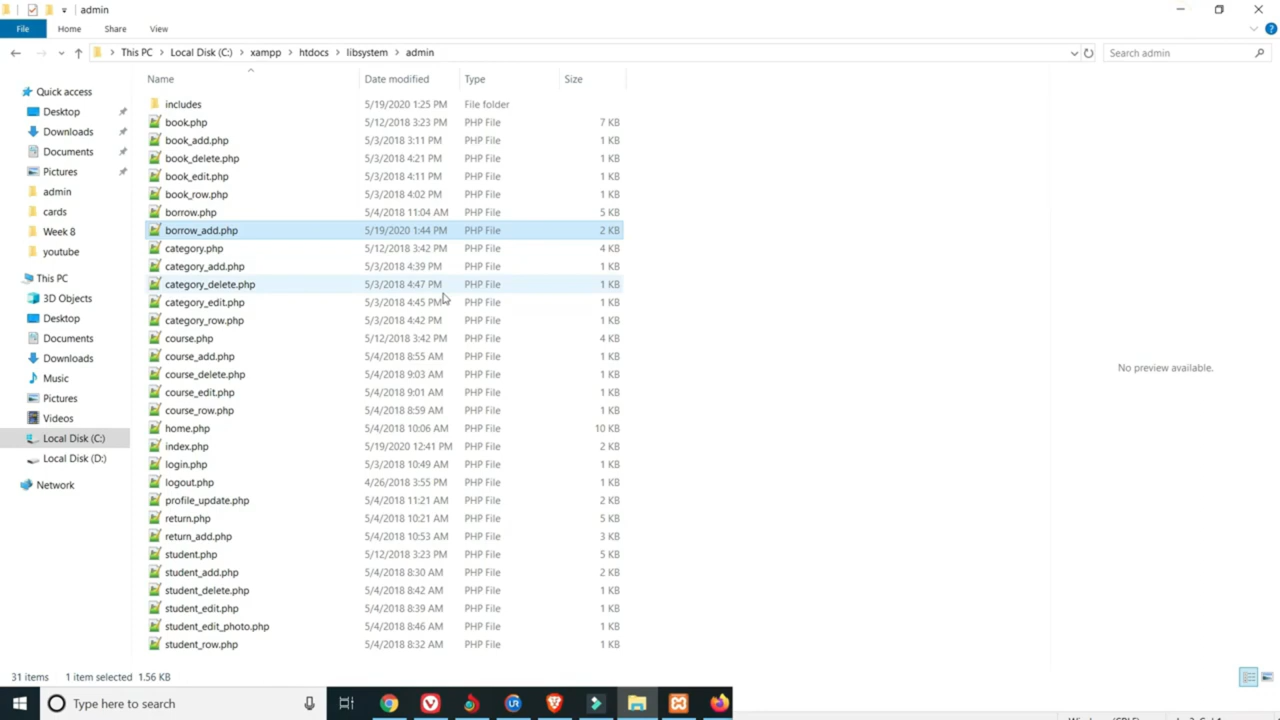 admin
File Home Share View
This PC Local Disk (C:) xampp htdocs libsystem admin Search admin
Name Date modified Type Size
Quick access
Desktop
Downloads
Documents
Pictures
admin
cards
Week 8
youtube
This PC
3D Objects
Desktop
Documents
Downloads
Music
Pictures
Videos
Local Disk (C:)
Local Disk (D:)
Network
includes 5/19/2020 1:25 PM File folder
book.php 5/12/2018 3:23 PM PHP File 7 KB
book_add.php 5/3/2018 3:11 PM PHP File 1 KB
book_delete.php 5/3/2018 4:21 PM PHP File 1 KB
book_edit.php 5/3/2018 4:11 PM PHP File 1 KB
book_row.php 5/3/2018 4:02 PM PHP File 1 KB
borrow.php 5/4/2018 11:04 AM PHP File 5 KB
borrow_add.php 5/19/2020 1:44 PM PHP File 2 KB
category.php 5/12/2018 3:42 PM PHP File 4 KB
category_add.php 5/3/2018 4:39 PM PHP File 1 KB
category_delete.php 5/3/2018 4:47 PM PHP File 1 KB
category_edit.php 5/3/2018 4:45 PM PHP File 1 KB
category_row.php 5/3/2018 4:42 PM PHP File 1 KB
course.php 5/12/2018 3:42 PM PHP File 4 KB
course_add.php 5/4/2018 8:55 AM PHP File 1 KB
course_delete.php 5/4/2018 9:03 AM PHP File 1 KB
course_edit.php 5/4/2018 9:01 AM PHP File 1 KB
course_row.php 5/4/2018 8:59 AM PHP File 1 KB
home.php 5/4/2018 10:06 AM PHP File 10 KB
index.php 5/19/2020 12:41 PM PHP File 2 KB
login.php 5/3/2018 10:49 AM PHP File 1 KB
logout.php 4/26/2018 3:55 PM PHP File 1 KB
profile_update.php 5/4/2018 11:21 AM PHP File 2 KB
return.php 5/4/2018 10:21 AM PHP File 5 KB
return_add.php 5/4/2018 10:53 AM PHP File 3 KB
student.php 5/12/2018 3:23 PM PHP File 5 KB
student_add.php 5/4/2018 8:30 AM PHP File 2 KB
student_delete.php 5/4/2018 8:42 AM PHP File 1 KB
student_edit.php 5/4/2018 8:39 AM PHP File 1 KB
student_edit_photo.php 5/4/2018 8:46 AM PHP File 1 KB
student_row.php 5/4/2018 8:32 AM PHP File 1 KB
No preview available.
31 items 1 item selected 1.56 KB
Type here to search